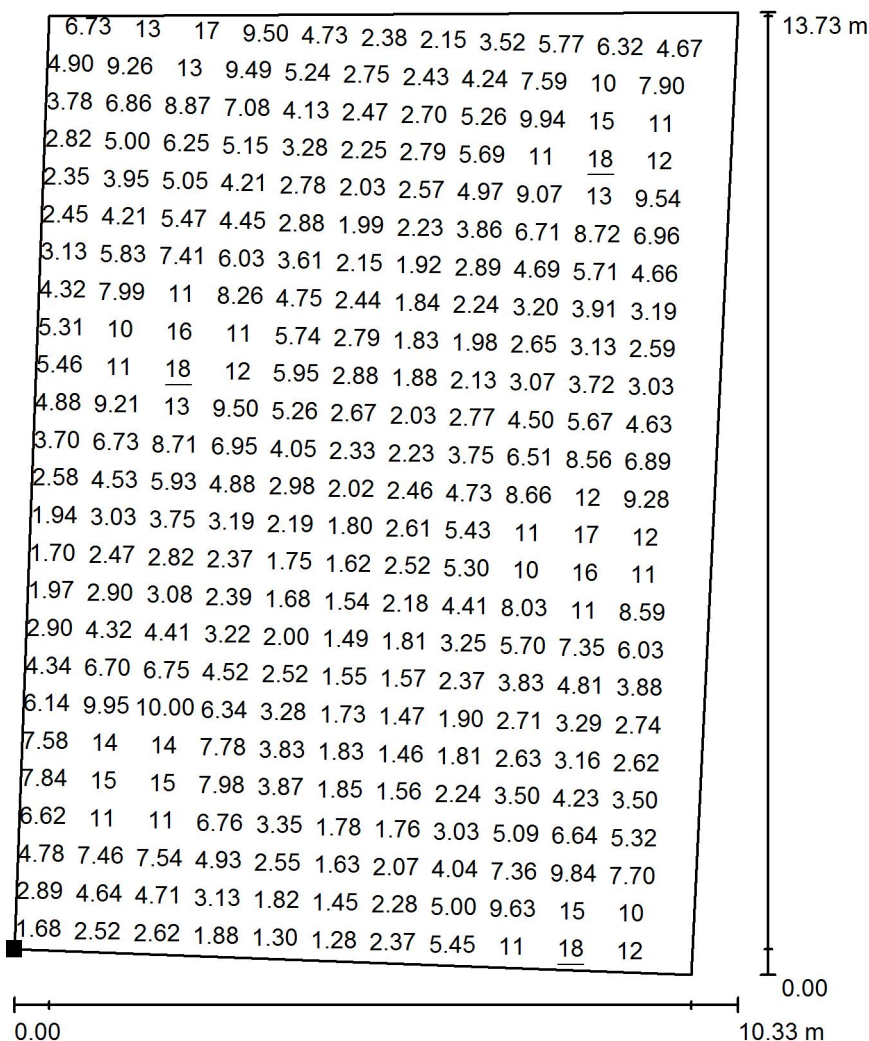 6.73 13 17 9.50 4.73 2.38 2.15 3.52 5.77 6.32 4.67
13.73 m
4.90 9.26 13 9.49 5.24 2.75 2.43 4.24 7.59 10 7.90
3.78 6.86 8.87 7.08 4.13 2.47 2.70 5.26 9.94 15 11
2.82 5.00 6.25 5.15 3.28 2.25 2.79 5.69 11 18 12
2.35 3.95 5.05 4.21 2.78 2.03 2.57 4.97 9.07 13 9.54
2.45 4.21 5.47 4.45 2.88 1.99 2.23 3.86 6.71 8.72 6.96
3.13 5.83 7.41 6.03 3.61 2.15 1.92 2.89 4.69 5.71 4.66
4.32 7.99 11 8.26 4.75 2.44 1.84 2.24 3.20 3.91 3.19
5.31 10 16 11 5.74 2.79 1.83 1.98 2.65 3.13 2.59
5.46 11 18 12 5.95 2.88 1.88 2.13 3.07 3.72 3.03
4.88 9.21 13 9.50 5.26 2.67 2.03 2.77 4.50 5.67 4.63
3.70 6.73 8.71 6.95 4.05 2.33 2.23 3.75 6.51 8.56 6.89
2.58 4.53 5.93 4.88 2.98 2.02 2.46 4.73 8.66 12 9.28
1.94 3.03 3.75 3.19 2.19 1.80 2.61 5.43 11 17 12
1.70 2.47 2.82 2.37 1.75 1.62 2.52 5.30 10 16 11
1.97 2.90 3.08 2.39 1.68 1.54 2.18 4.41 8.03 11 8.59
2.90 4.32 4.41 3.22 2.00 1.49 1.81 3.25 5.70 7.35 6.03
4.34 6.70 6.75 4.52 2.52 1.55 1.57 2.37 3.83 4.81 3.88
6.14 9.95 10.00 6.34 3.28 1.73 1.47 1.90 2.71 3.29 2.74
7.58 14 14 7.78 3.83 1.83 1.46 1.81 2.63 3.16 2.62
7.84 15 15 7.98 3.87 1.85 1.56 2.24 3.50 4.23 3.50
6.62 11 11 6.76 3.35 1.78 1.76 3.03 5.09 6.64 5.32
4.78 7.46 7.54 4.93 2.55 1.63 2.07 4.04 7.36 9.84 7.70
2.89 4.64 4.71 3.13 1.82 1.45 2.28 5.00 9.63 15 10
1.68 2.52 2.62 1.88 1.30 1.28 2.37 5.45 11 18 12
0.00
0.00 10.33 m